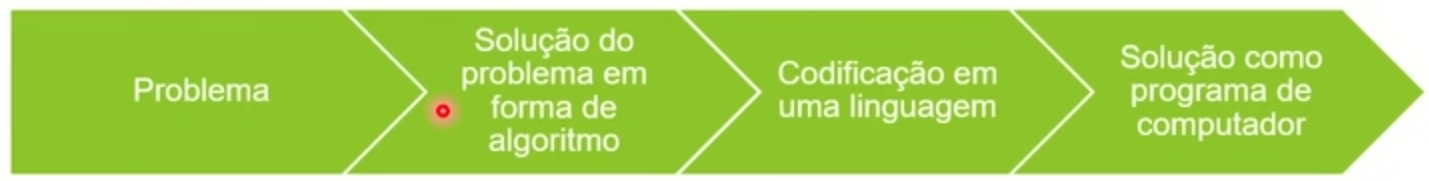 Problema
Solução do
problema em
forma de
algoritmo
Codificação em
uma linguagem
Solução como
programa de
computador